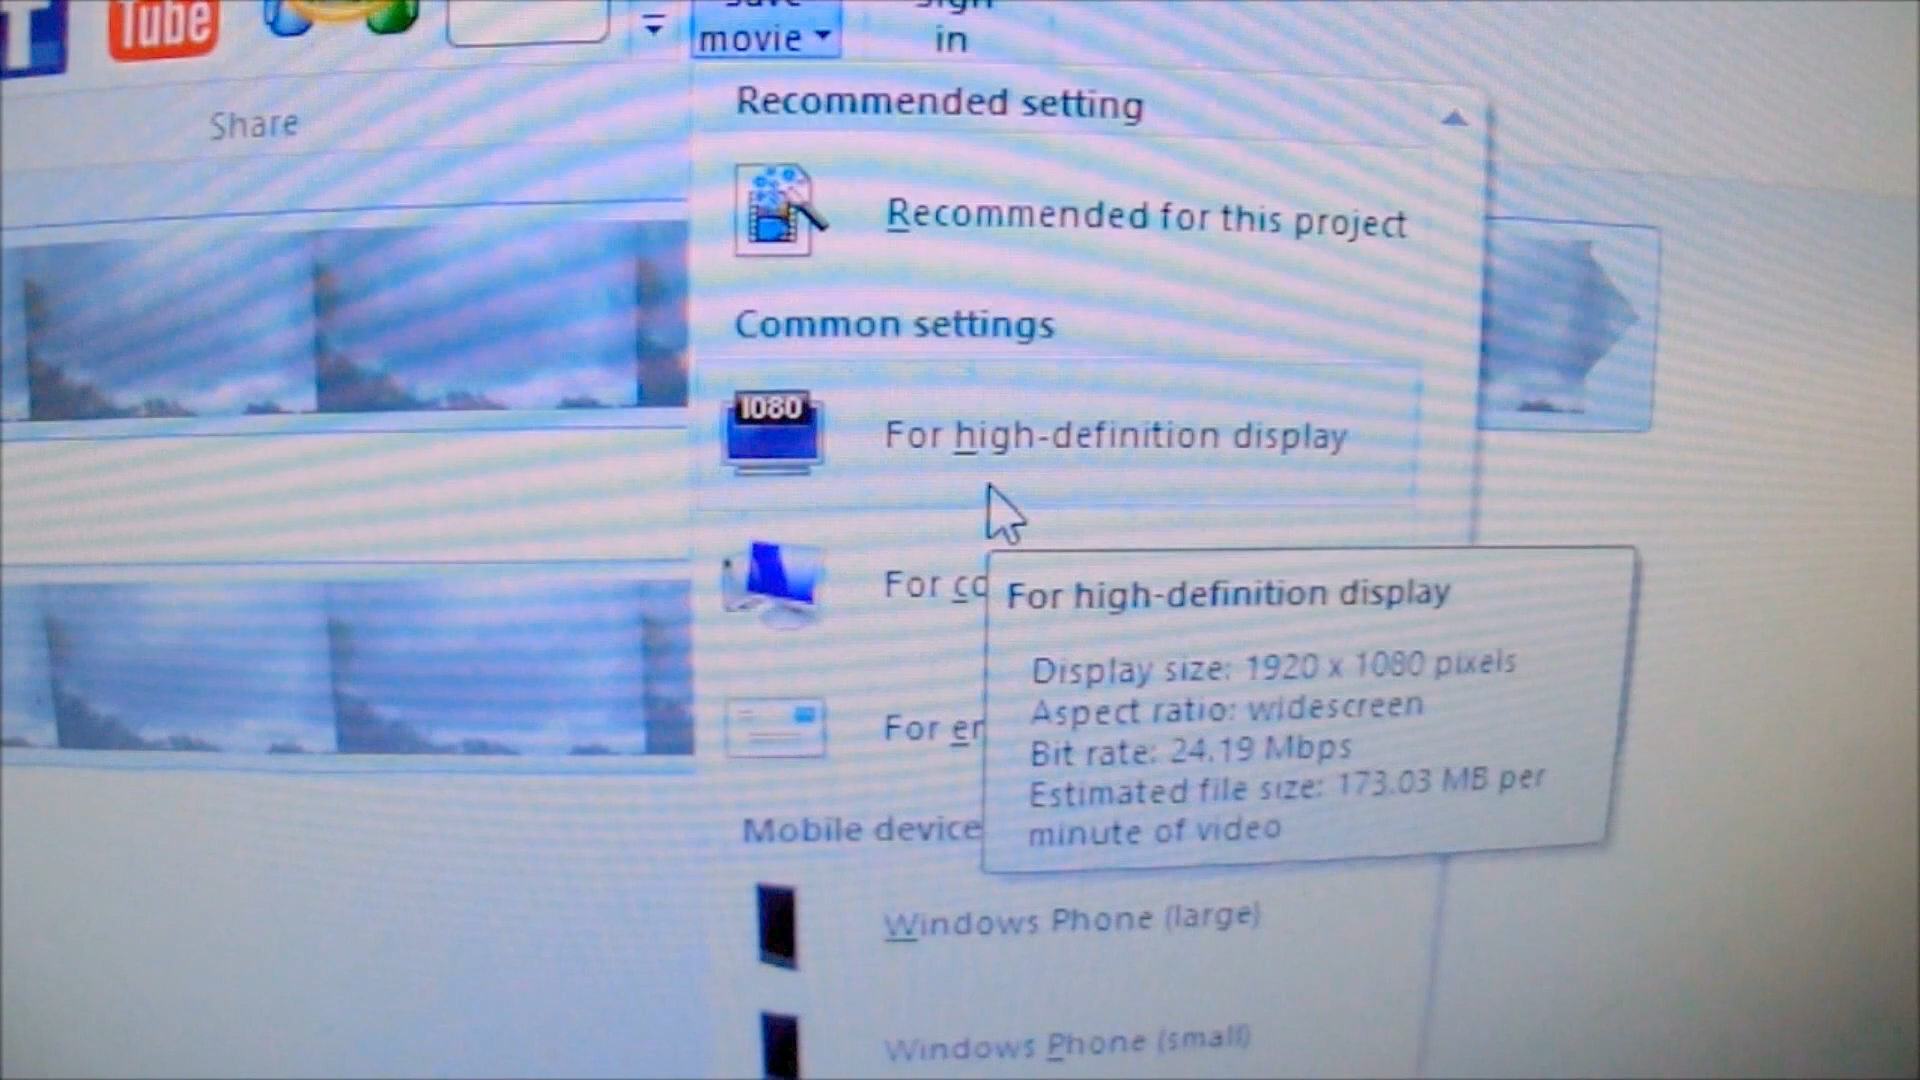 Tube
movie
in
Share
Recommended setting
Recommended for this project
Common settings
1080
For high-definition display
For co
For high-definition display
Display size: 1920 x 1080 pixels
Aspect ratio: widescreen
Bit rate: 24.19 Mbps
Estimated file size: 173.03 MB per
minute of video
For em
Mobile device
Windows Phone (large)
Windows Phone (small)